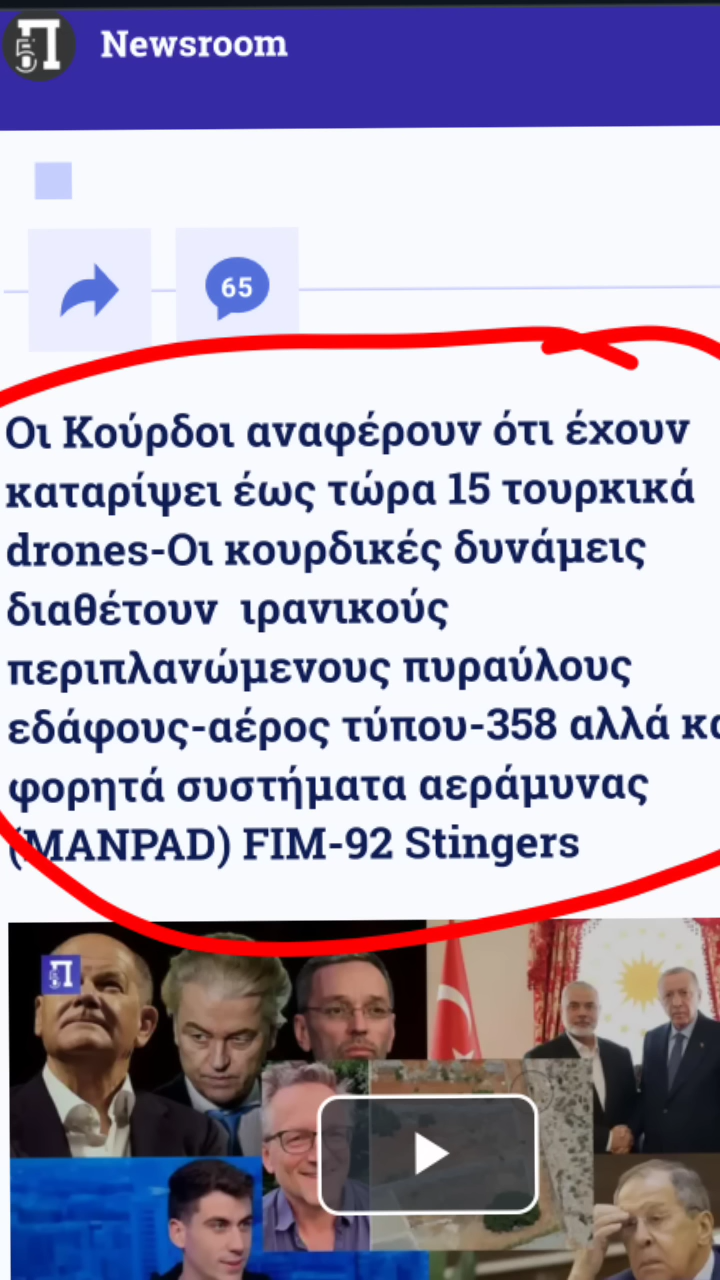 Newsroom
65
Οι Κούρδοι αναφέρουν ότι έχουν
καταρίψει έως τώρα 15 τουρκικά
drones-Οι κουρδικές δυνάμεις
διαθέτουν ιρανικούς
περιπλανώμενους πυραύλους
εδάφους-αέρος τύπου-358 αλλά
φορητά συστήματα αεράμυνας
(MANPAD) FIM-92 Stingers